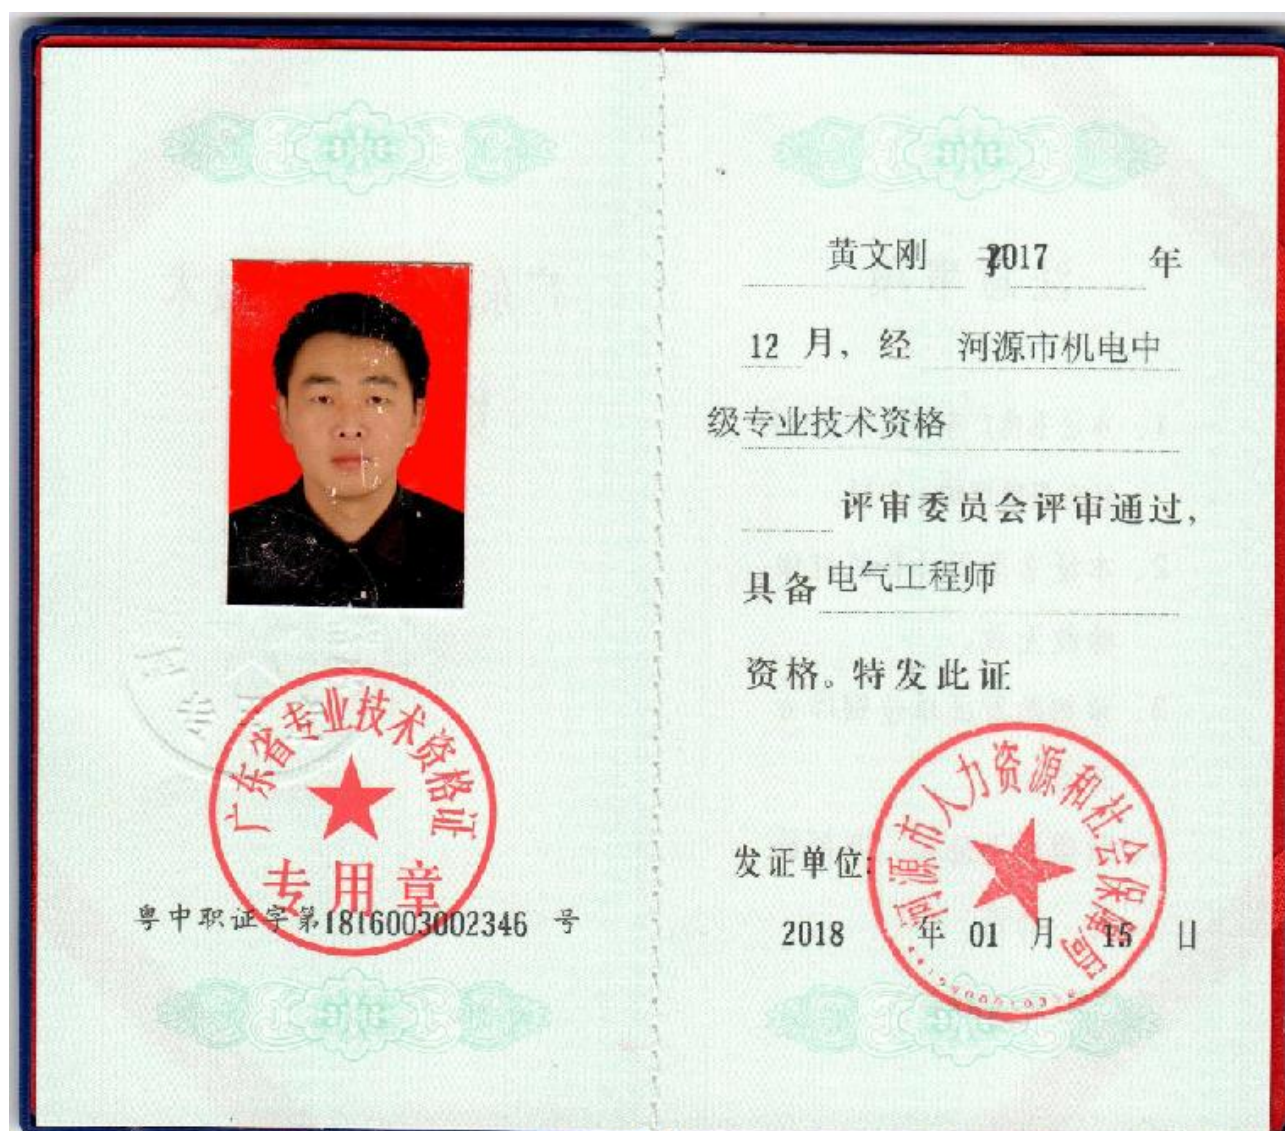 广东省专业技术资格证
专用章
粤中职证字第1816003002346 号
黄文刚 于2017 年
12 月，经 河源市机电中
级专业技术资格
评审委员会评审通过，
具备电气工程师
资格。特发此证
河源市人力资源和社会保障局
发证单位：
2018 年 01 月 15 日